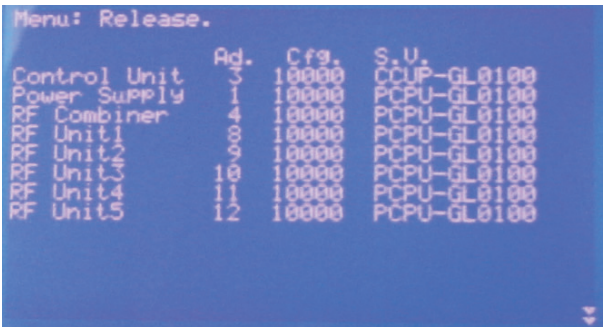 Menu: Release.
Ad. Cfg. S.V.
Control Unit 3 10000 CCUP-GL0100
Power Supply 1 10000 PCPU-GL0100
RF Combiner 4 10000 PCPU-GL0100
RF Unit1 8 10000 PCPU-GL0100
RF Unit2 9 10000 PCPU-GL0100
RF Unit3 10 10000 PCPU-GL0100
RF Unit4 11 10000 PCPU-GL0100
RF Unit5 12 10000 PCPU-GL0100